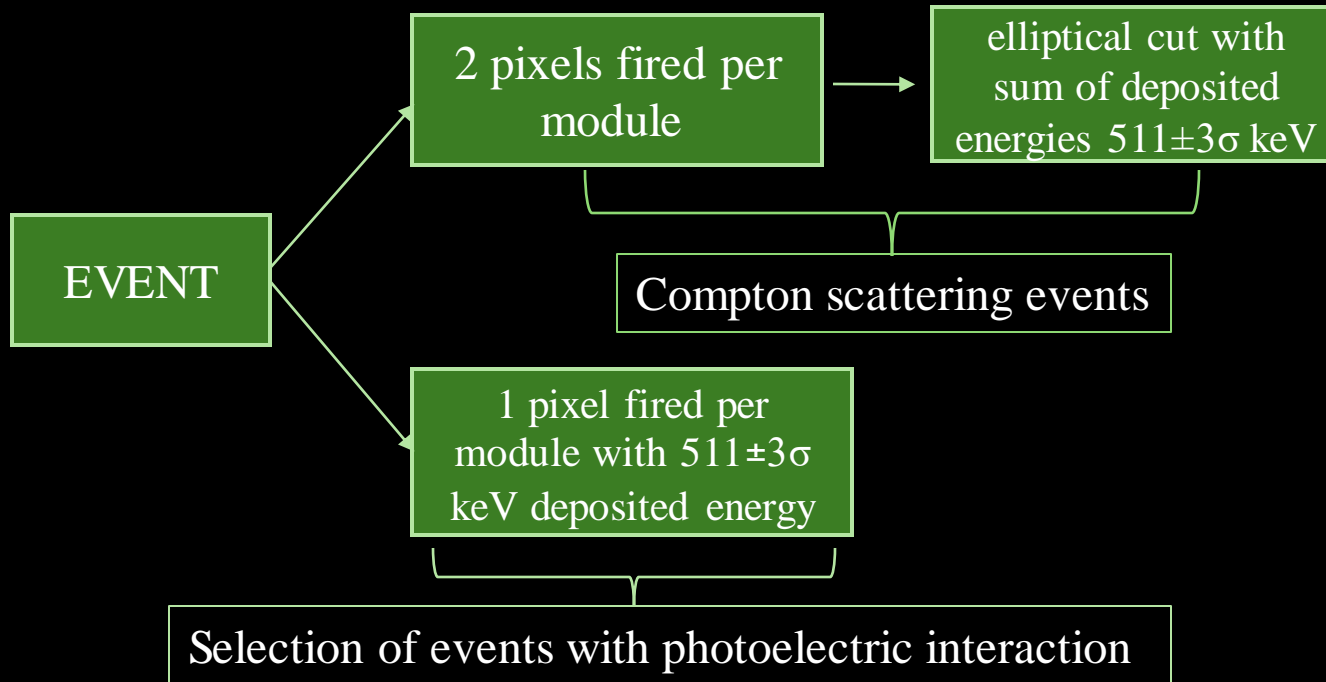 EVENT
2 pixels fired per
module
elliptical cut with
sum of deposited
energies 511±3σ keV
Compton scattering events
1 pixel fired per
module with 511±3σ
keV deposited energy
Selection of events with photoelectric interaction